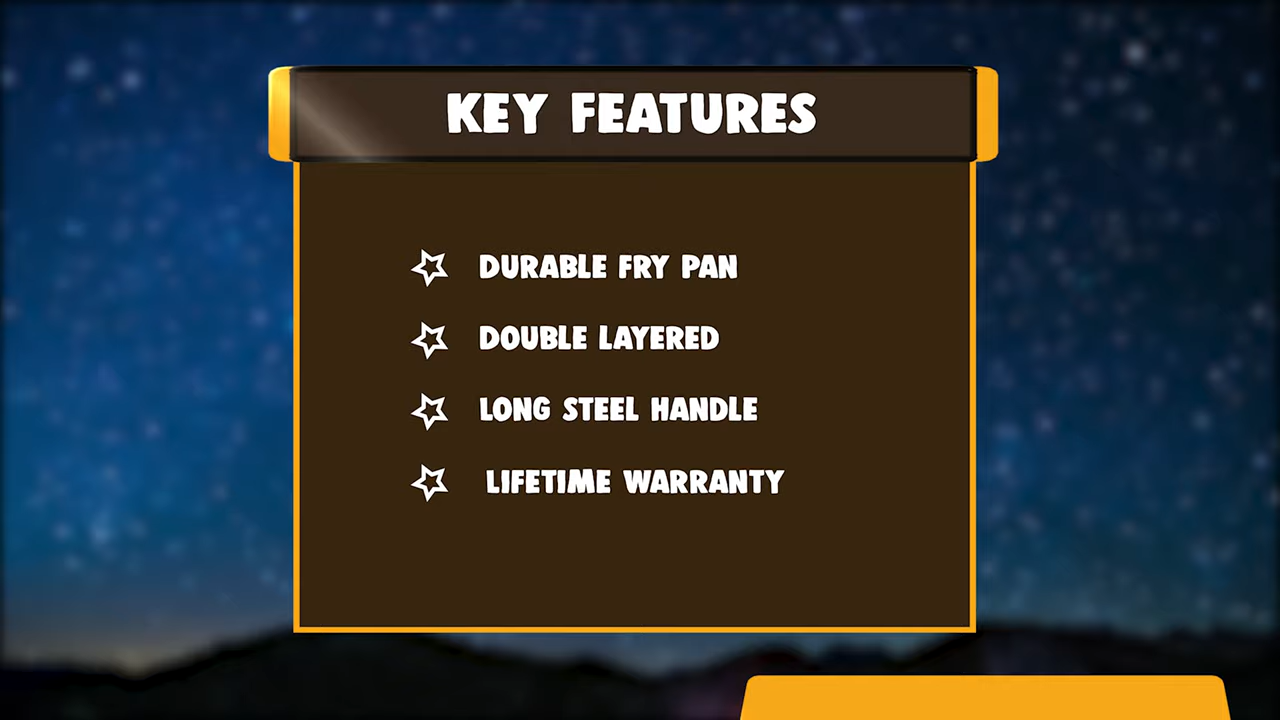 KEY FEATURES
DURABLE FRY PAN
DOUBLE LAYERED
LONG STEEL HANDLE
LIFETIME WARRANTY